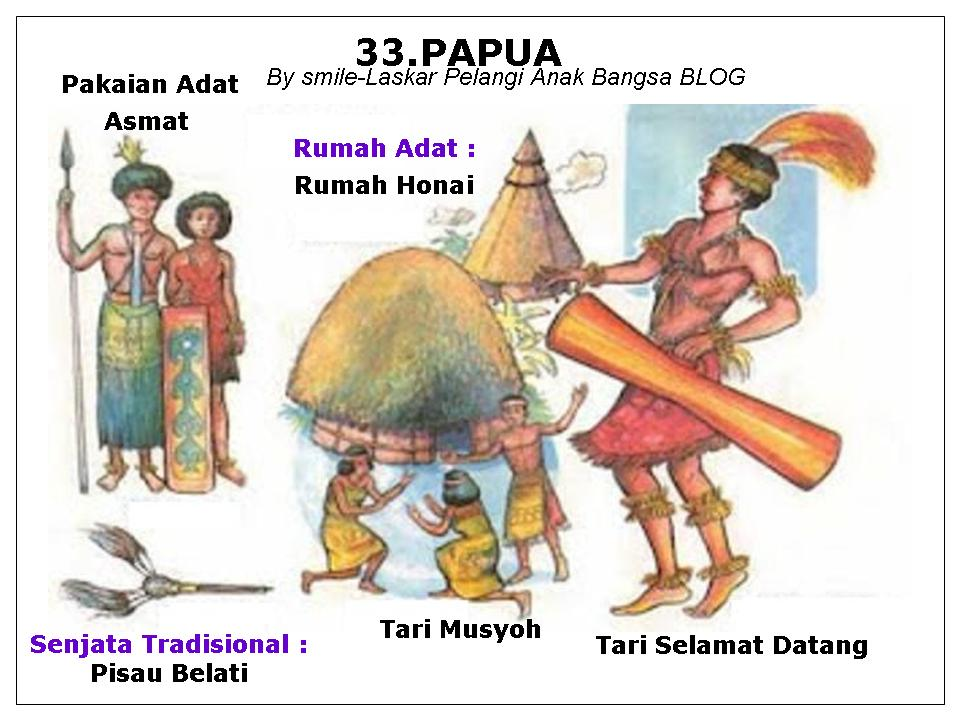 33.PAPUA
By smile-Laskar Pelangi Anak Bangsa BLOG
Pakaian Adat
Asmat
Rumah Adat :
Rumah Honai
Tari Musyoh
Tari Selamat Datang
Senjata Tradisional :
Pisau Belati